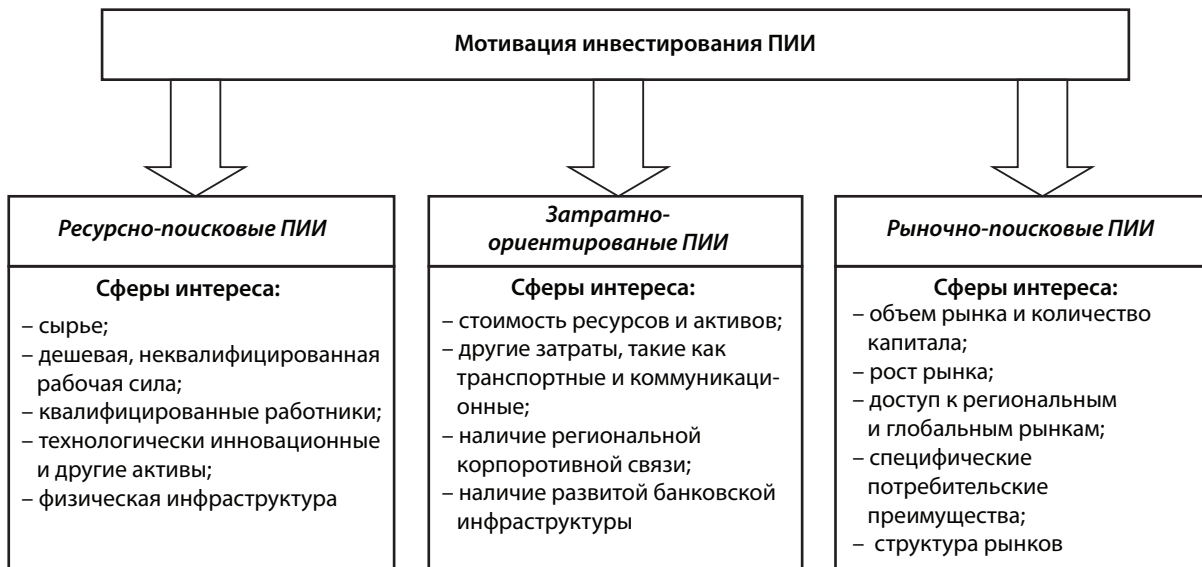 Мотивация инвестирования ПИИ
Ресурсно-поисковые ПИИ
Сферы интереса:
– сырье;
– дешевая, неквалифицированная
рабочая сила;
– квалифицированные работники;
– технологически инновационные
и другие активы;
– физическая инфраструктура
Затратно-
ориентированые ПИИ
Сферы интереса:
– стоимость ресурсов и активов;
– другие затраты, такие как
транспортные и коммуникаци-
онные;
– наличие региональной
корпоротивной связи;
– наличие развитой банковской
инфраструктуры
Рыночно-поисковые ПИИ
Сферы интереса:
– объем рынка и количество
капитала;
– рост рынка;
– доступ к региональным
и глобальным рынкам;
– специфические
потребительские
преимущества;
– структура рынков